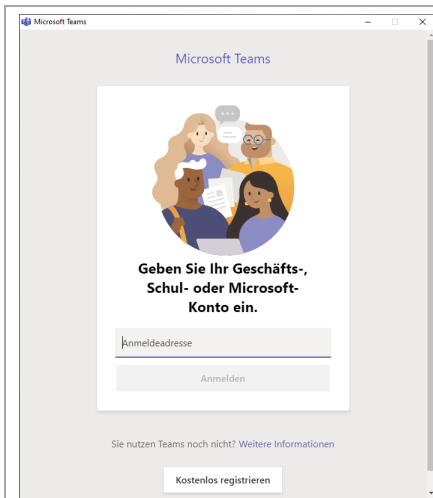 Microsoft Teams
Microsoft Teams
Geben Sie Ihr Geschäfts-,
Schul- oder Microsoft-
Konto ein.
Anmeldeadresse
Anmelden
Sie nutzen Teams noch nicht? Weitere Informationen
Kostenlos registrieren